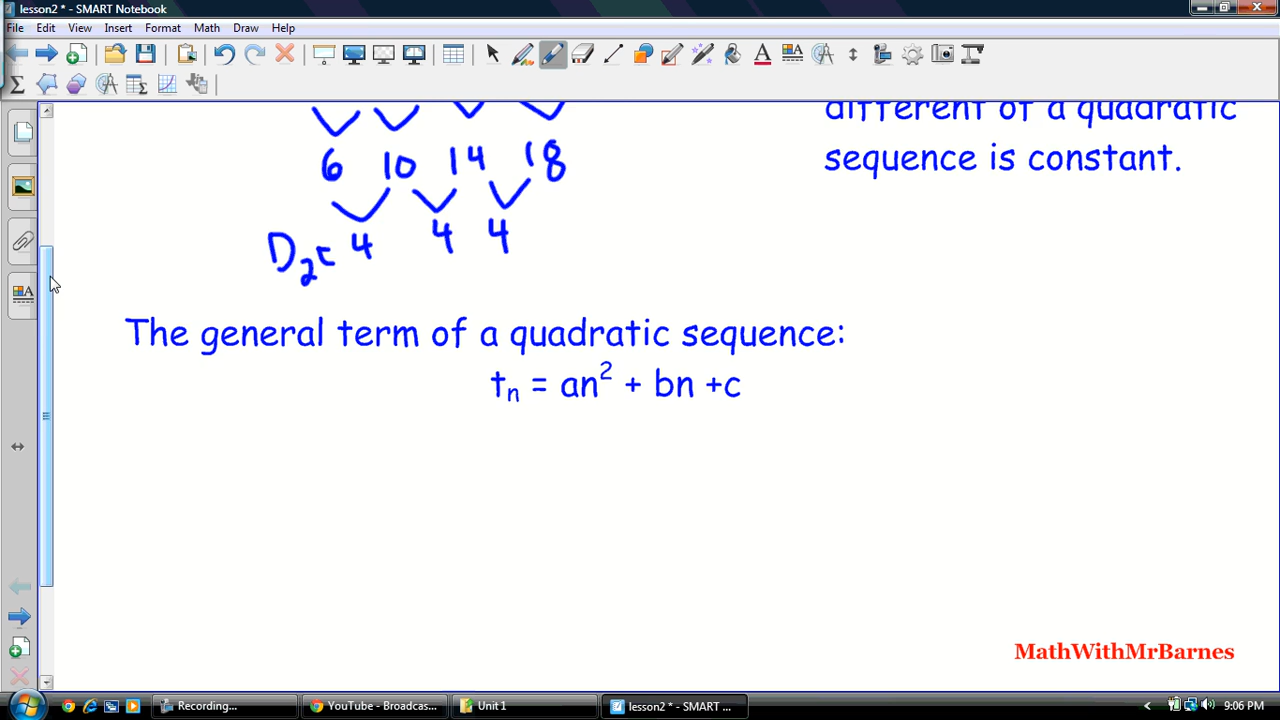 lesson2 * - SMART Notebook
File Edit View Insert Format Math Draw Help
different of a quadratic
sequence is constant.
6 10 14 18
D₂ = 4 4 4
The general term of a quadratic sequence:
tₙ = an² + bn +c
MathWithMrBarnes
Recording... YouTube - Broadcas... Unit 1 lesson2 * - SMART ... 9:06 PM